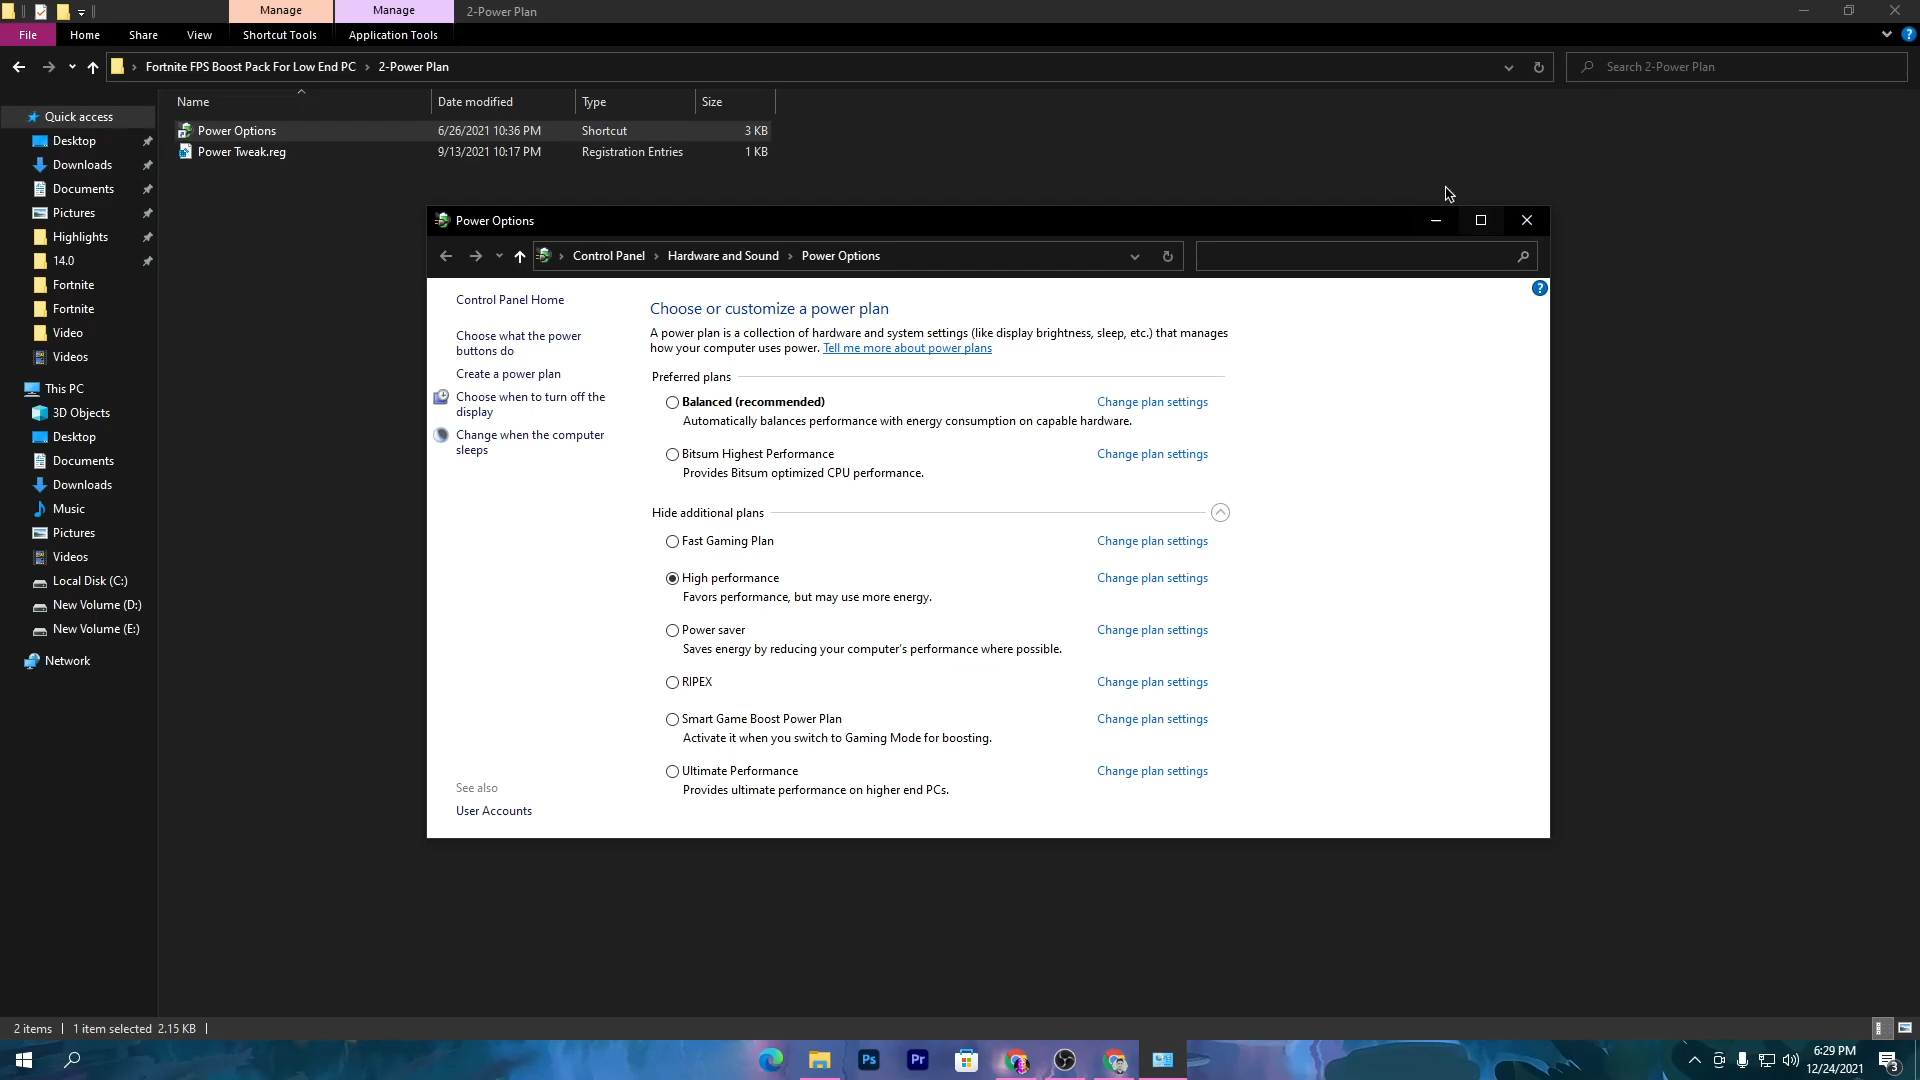 Manage
Manage
2-Power Plan
File
Home
Share
View
Shortcut Tools
Application Tools
?
Fortnite FPS Boost Pack For Low End PC
2-Power Plan
Search 2-Power Plan
Name
Date modified
Type
Size
Power Options
6/26/2021 10:36 PM
Shortcut
3 KB
Power Tweak.reg
9/13/2021 10:17 PM
Registration Entries
1 KB
Quick access
Desktop
Downloads
Documents
Pictures
Highlights
14.0
Fortnite
Fortnite
Video
Videos
This PC
3D Objects
Desktop
Documents
Downloads
Music
Pictures
Videos
Local Disk (C:)
New Volume (D:)
New Volume (E:)
Network
Power Options
Control Panel
Hardware and Sound
Power Options
?
Control Panel Home
Choose what the power
buttons do
Create a power plan
Choose when to turn off the
display
Change when the computer
sleeps
See also
User Accounts
Choose or customize a power plan
A power plan is a collection of hardware and system settings (like display brightness, sleep, etc.) that manages
how your computer uses power. Tell me more about power plans
Preferred plans
Balanced (recommended)
Change plan settings
Automatically balances performance with energy consumption on capable hardware.
Bitsum Highest Performance
Change plan settings
Provides Bitsum optimized CPU performance.
Hide additional plans
Fast Gaming Plan
Change plan settings
High performance
Change plan settings
Favors performance, but may use more energy.
Power saver
Change plan settings
Saves energy by reducing your computer's performance where possible.
RIPEX
Change plan settings
Smart Game Boost Power Plan
Change plan settings
Activate it when you switch to Gaming Mode for boosting.
Ultimate Performance
Change plan settings
Provides ultimate performance on higher end PCs.
2 items
1 item selected 2.15 KB
Ps
Pr
6:29 PM
12/24/2021
3